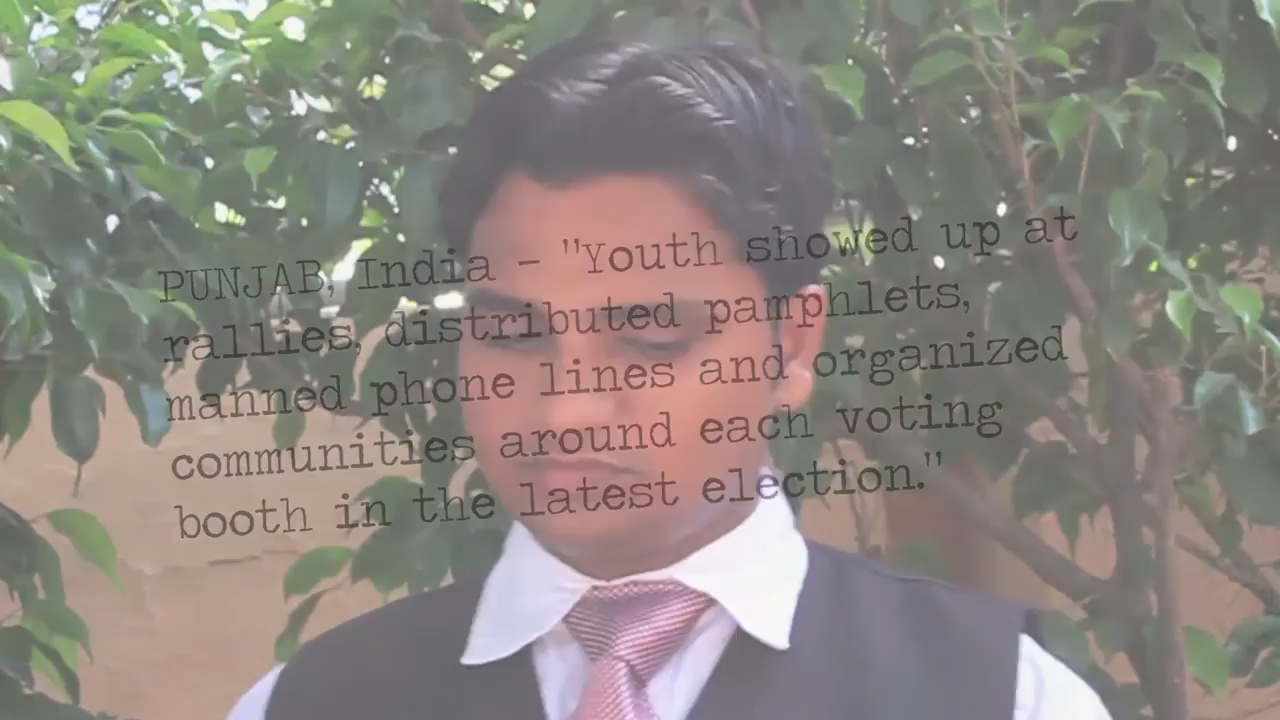 PUNJAB, India - "Youth showed up at
rallies, distributed pamphlets,
manned phone lines and organized
communities around each voting
booth in the latest election."